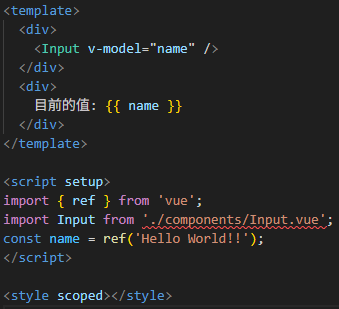 <template>
  <div>
    <Input v-model="name" />
  </div>
  <div>
    目前的值: {{ name }}
  </div>
</template>

<script setup>
import { ref } from 'vue';
import Input from './components/Input.vue';
const name = ref('Hello World!!');
</script>

<style scoped></style>